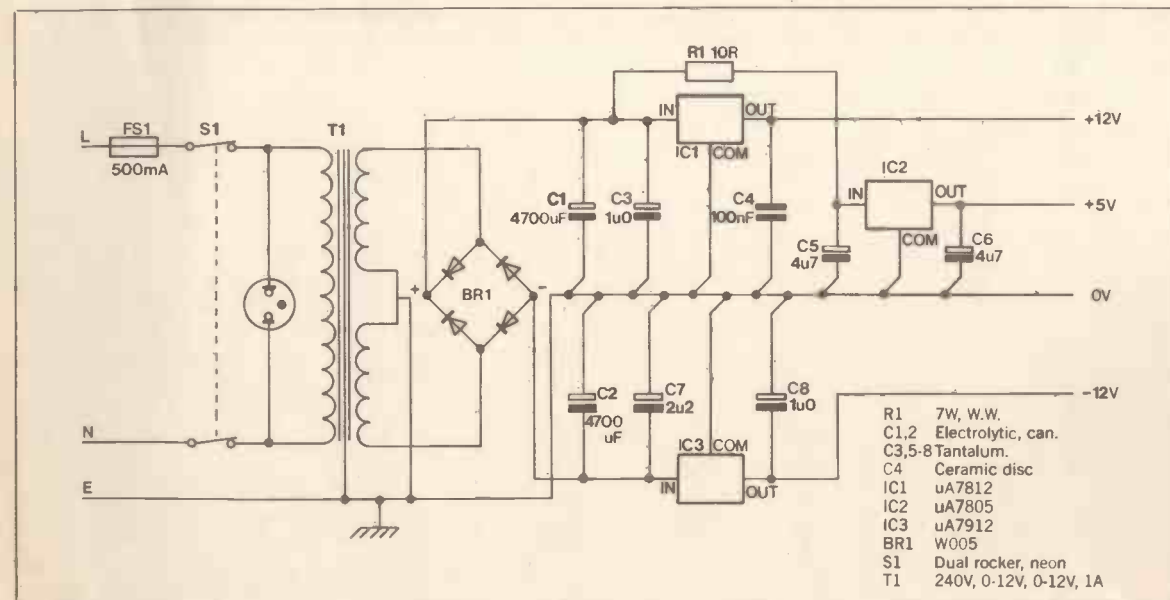 R1 10R
L
FS1
S1
T1
500mA
IN
OUT
IC1
COM
+12V
IC2
IN
OUT
COM
+5V
C1
4700uF
C3
1u0
C4
100nF
C5
4u7
C6
4u7
+
BR1
-
0V
C2
4700
uF
C7
2u2
C8
1u0
-12V
N
IC3
COM
IN
OUT
E
R1 7W, W.W.
C1,2 Electrolytic, can.
C3,5-8 Tantalum.
C4 Ceramic disc
IC1 uA7812
IC2 uA7805
IC3 uA7912
BR1 W005
S1 Dual rocker, neon
T1 240V, 0-12V, 0-12V, 1A